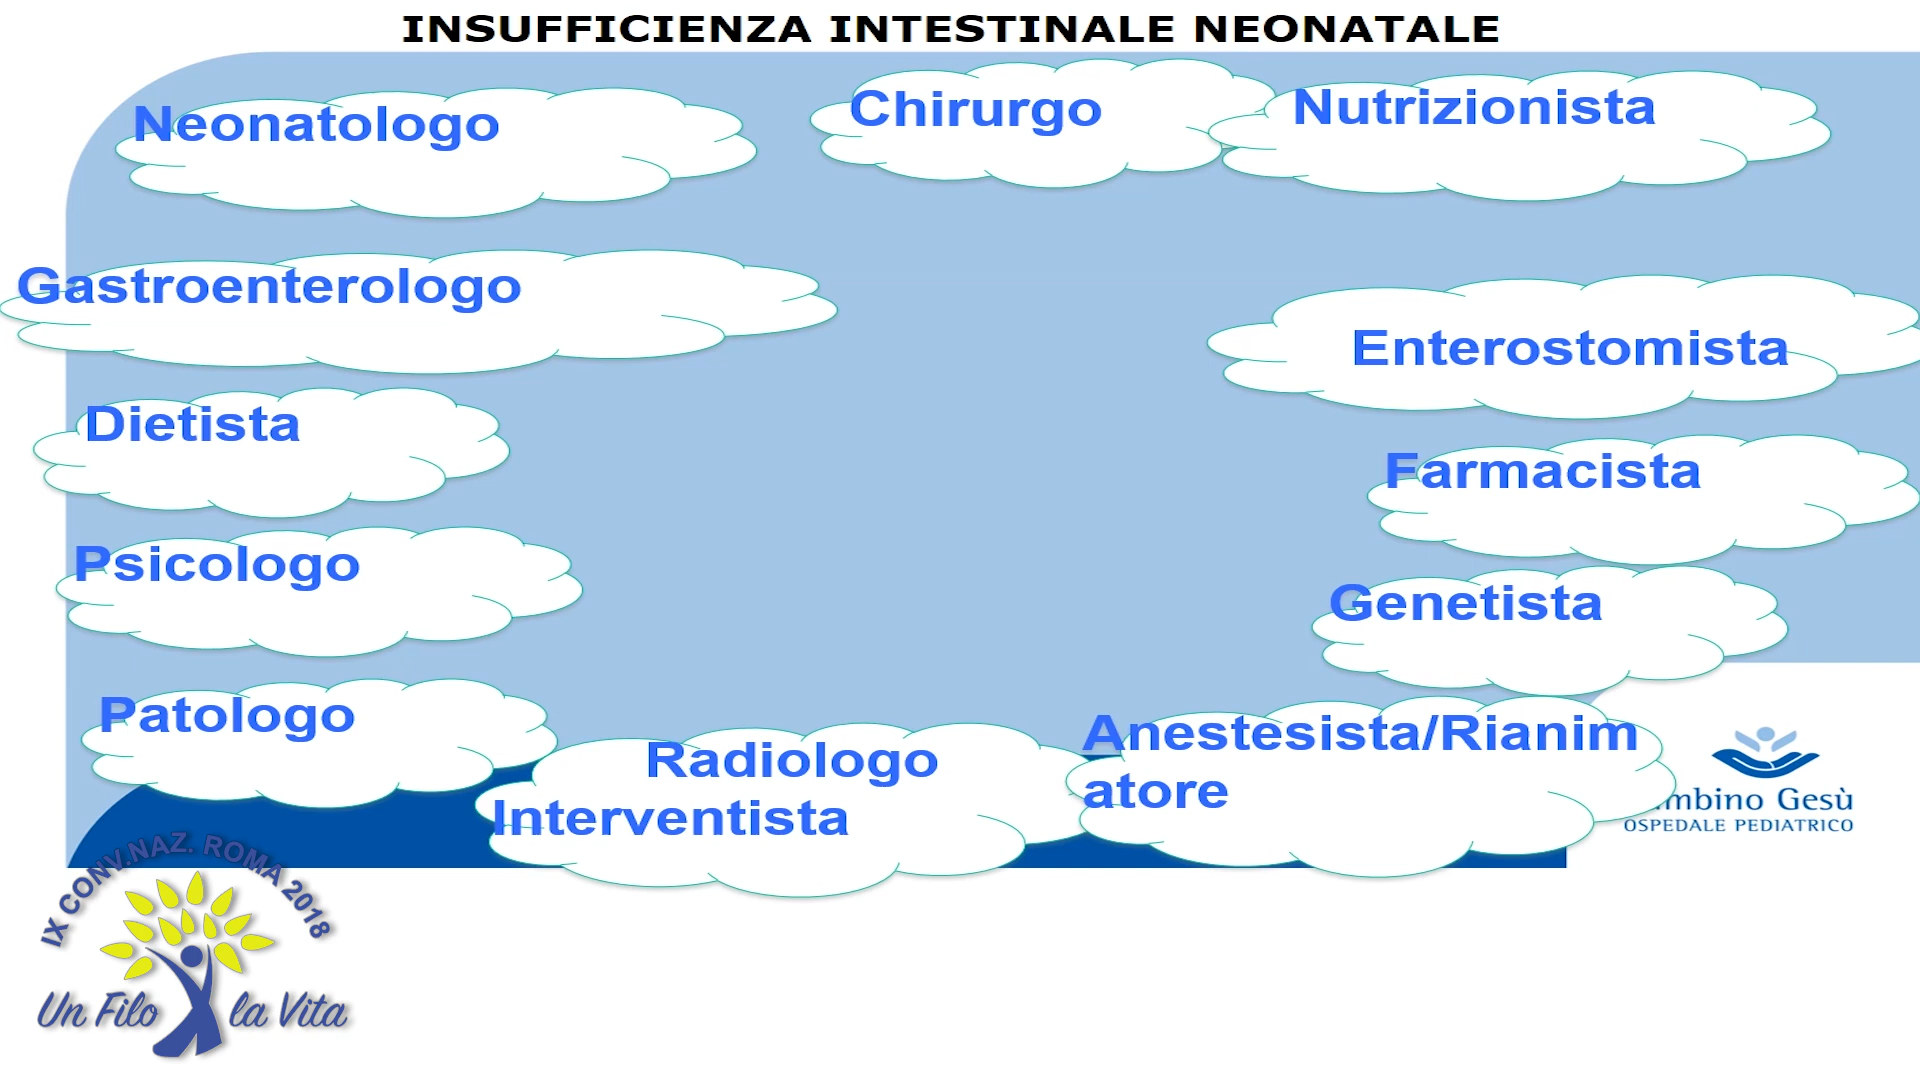 INSUFFICIENZA INTESTINALE NEONATALE
Neonatologo
Chirurgo
Nutrizionista
Gastroenterologo
Enterostomista
Dietista
Farmacista
Psicologo
Genetista
Patologo
Radiologo
Interventista
Anestesista/Rianim
atore
mbino Gesù
OSPEDALE PEDIATRICO
IX CONV.NAZ. ROMA 2018
Un Filo la Vita